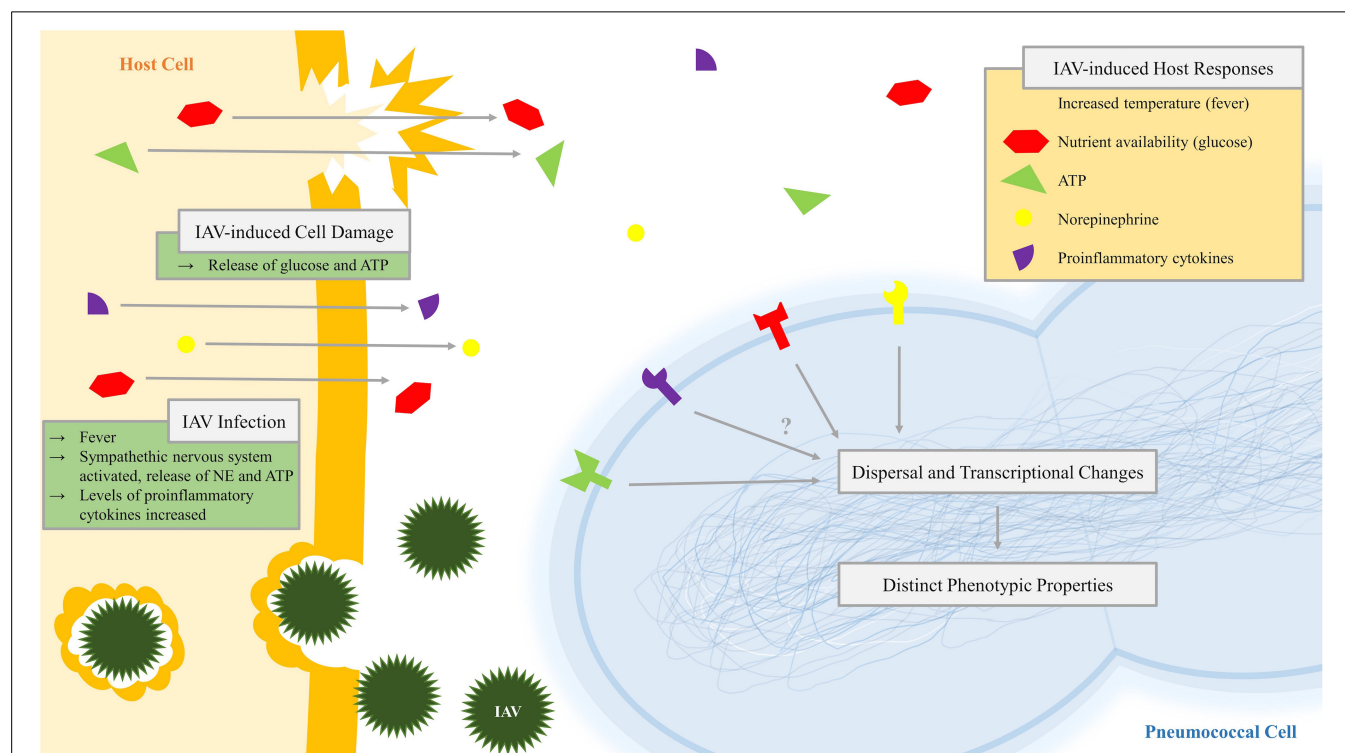 Host Cell
IAV-induced Host Responses
Increased temperature (fever)
Nutrient availability (glucose)
ATP
Norepinephrine
Proinflammatory cytokines
IAV-induced Cell Damage
→ Release of glucose and ATP
IAV Infection
→ Fever
→ Sympathethic nervous system
activated, release of NE and ATP
→ Levels of proinflammatory
cytokines increased
?
Dispersal and Transcriptional Changes
Distinct Phenotypic Properties
IAV
Pneumococcal Cell